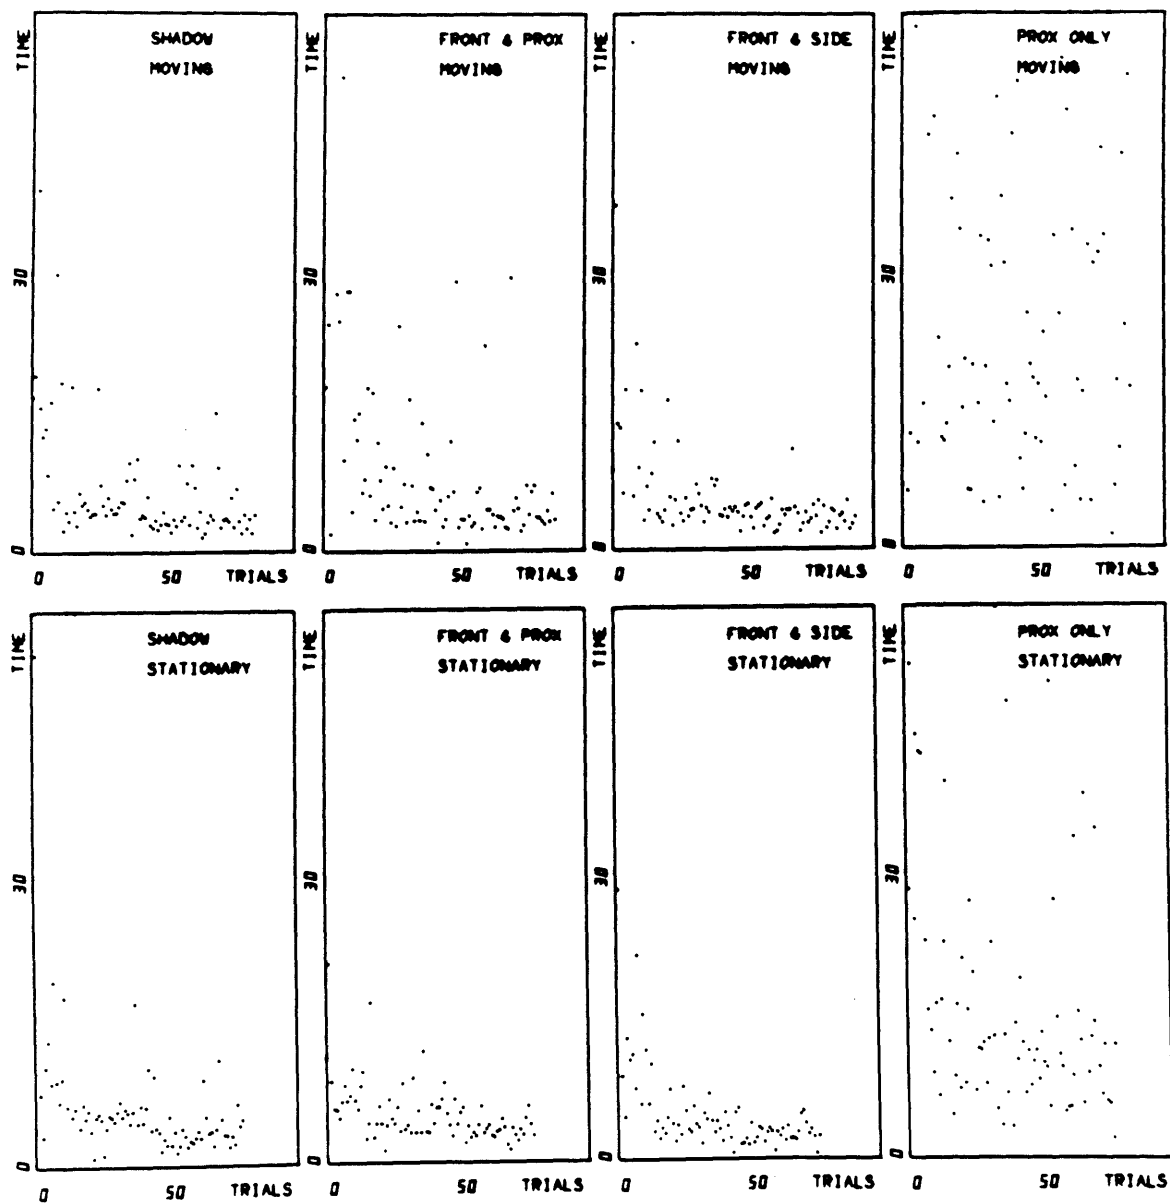 TIME
SHADOW
MOVING
30
0
0 50 TRIALS
TIME
FRONT & PROX
MOVING
30
0
0 50 TRIALS
TIME
FRONT & SIDE
MOVING
30
0
0 50 TRIALS
TIME
PROX ONLY
MOVING
30
0
0 50 TRIALS
TIME
SHADOW
STATIONARY
30
0
0 50 TRIALS
TIME
FRONT & PROX
STATIONARY
30
0
0 50 TRIALS
TIME
FRONT & SIDE
STATIONARY
30
0
0 50 TRIALS
TIME
PROX ONLY
STATIONARY
30
0
0 50 TRIALS